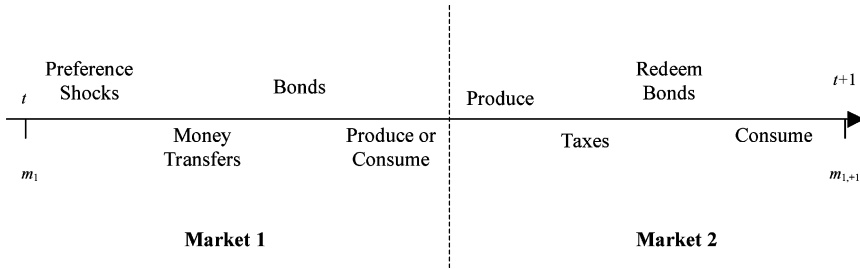 Preference
Shocks
Bonds
Redeem
Bonds
t
t+1
Produce
Money
Transfers
Produce or
Consume
Taxes
Consume
m1
m1,+1
Market 1
Market 2